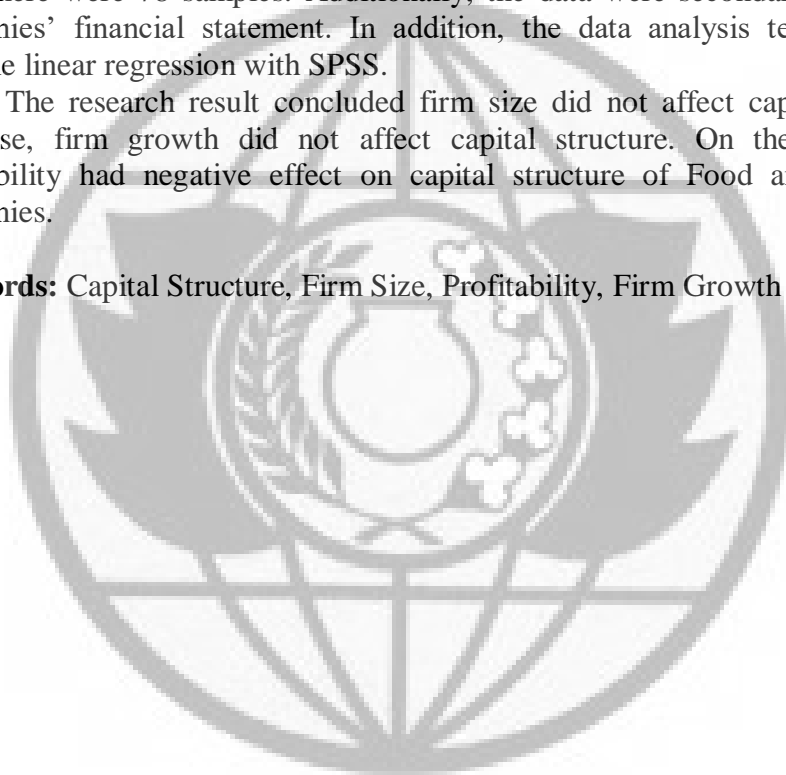 here were samples. Additionally, the data were secondar
nies' financial statement. In addition, the data analysis te
le linear regression with SPSS.
The research result concluded firm size did not affect cap
se, firm growth did not affect capital structure. On the
bility had negative effect on capital structure of Food a
nies.
ords: Capital Structure, Firm Size, Profitability, Firm Growth